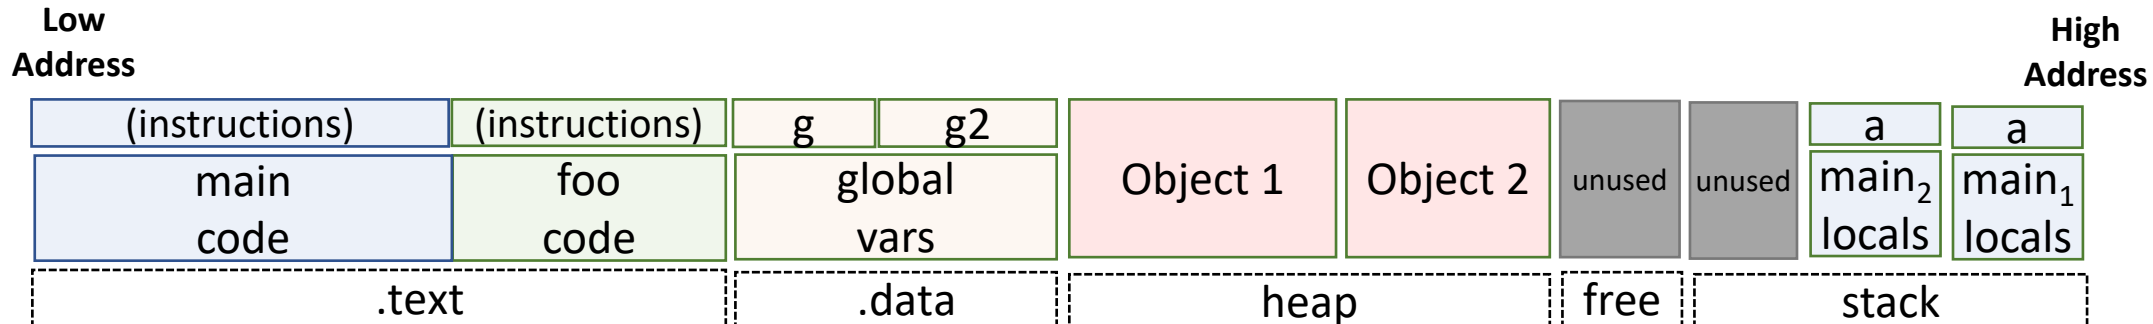 Low
Address
High
Address
(instructions) (instructions) g g2 a a
main
code
foo
code
global
vars
Object 1
Object 2
unused
unused
main2
locals
main1
locals
.text .data heap free stack